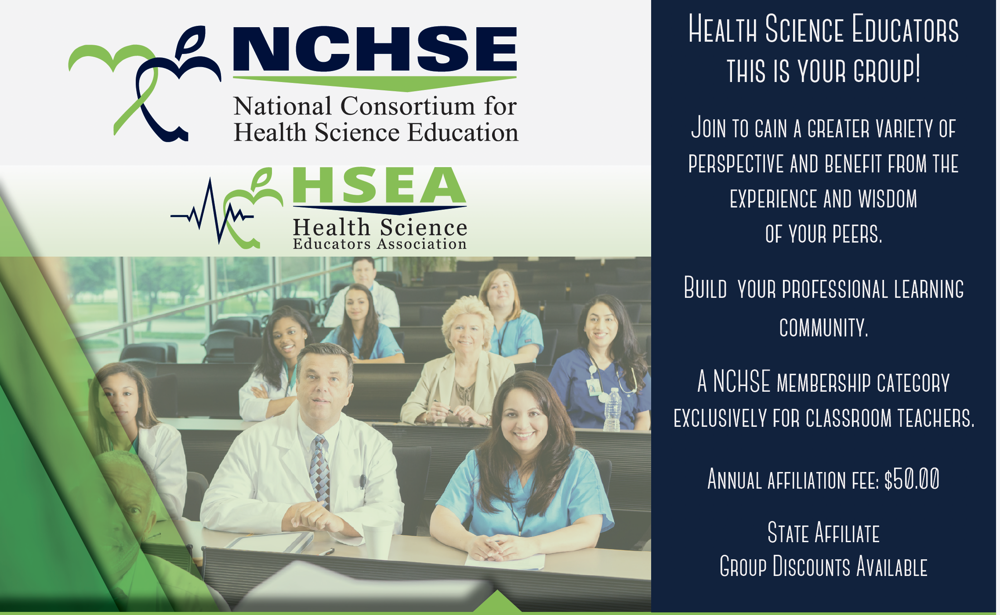 NCHSE
National Consortium for
Health Science Education
HSEA
Health Science
Educators Association
Health Science Educators
this is your group!
Join to gain a greater variety of
perspective and benefit from the
experience and wisdom
of your peers.
Build your professional learning
community.
A NCHSE membership category
exclusively for classroom teachers.
Annual affiliation fee: $50.00
State Affiliate
Group Discounts Available